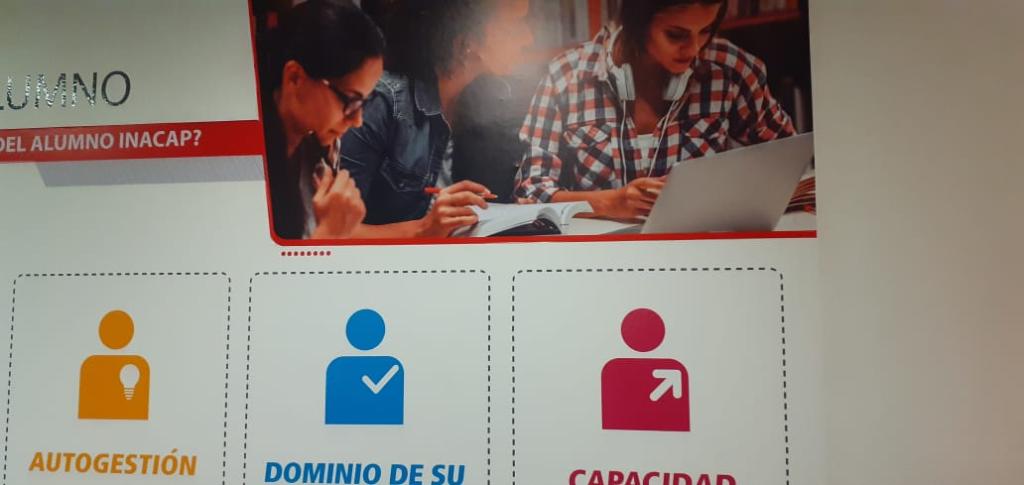 LUMNO
DEL ALUMNO INACAP?
AUTOGESTIÓN
DOMINIO DE SU
CAPACIDAD